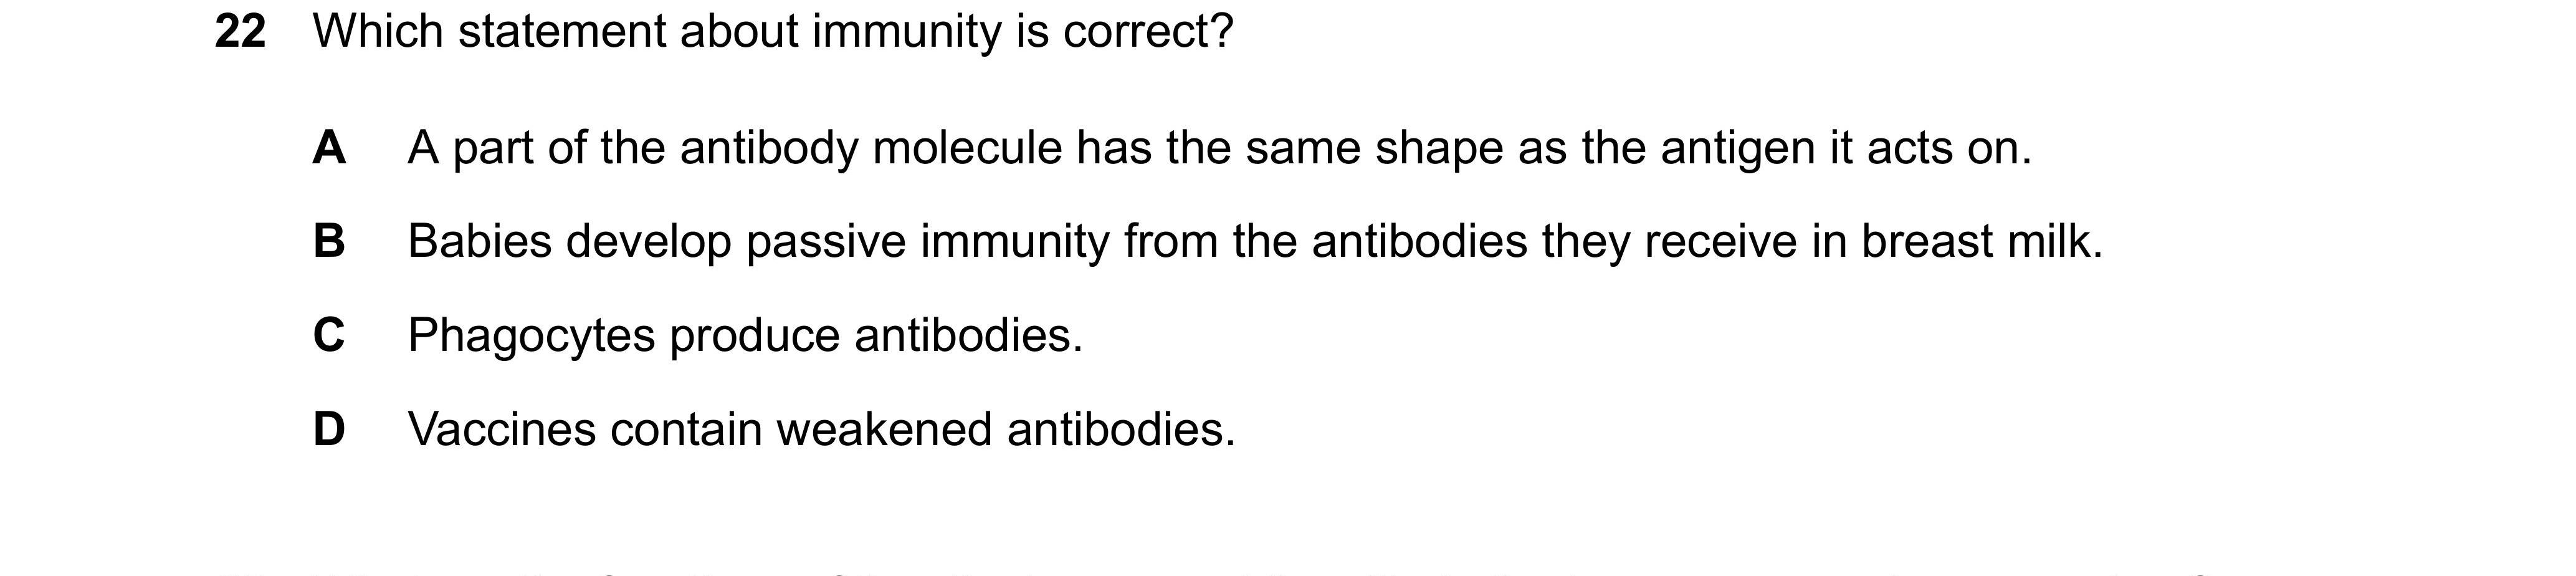 22 Which statement about immunity is correct?
A A part of the antibody molecule has the same shape as the antigen it acts on.
B Babies develop passive immunity from the antibodies they receive in breast milk.
C Phagocytes produce antibodies.
D Vaccines contain weakened antibodies.